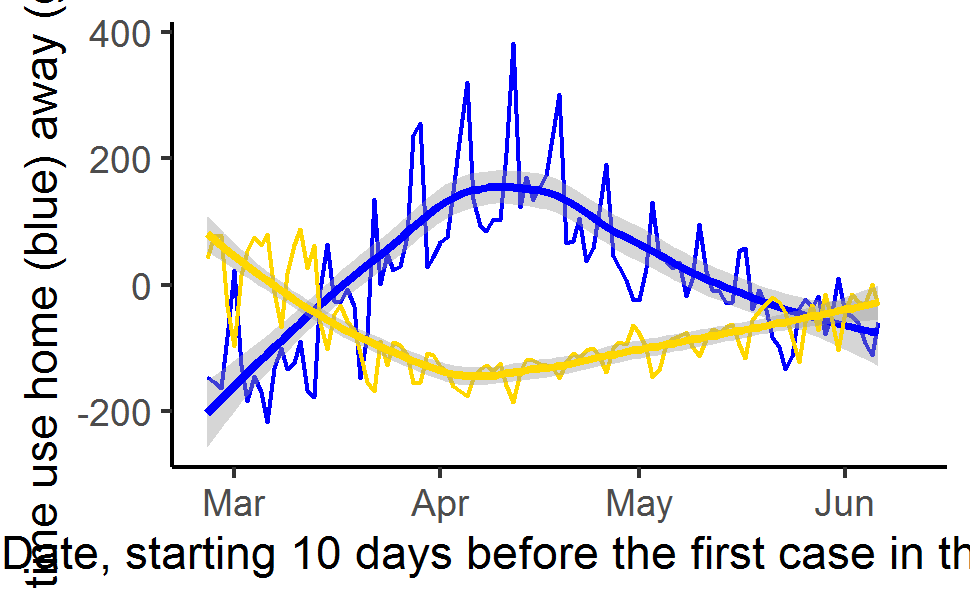 time use home (blue) away (
400
200
0
-200
Mar Apr May Jun
Date, starting 10 days before the first case in th